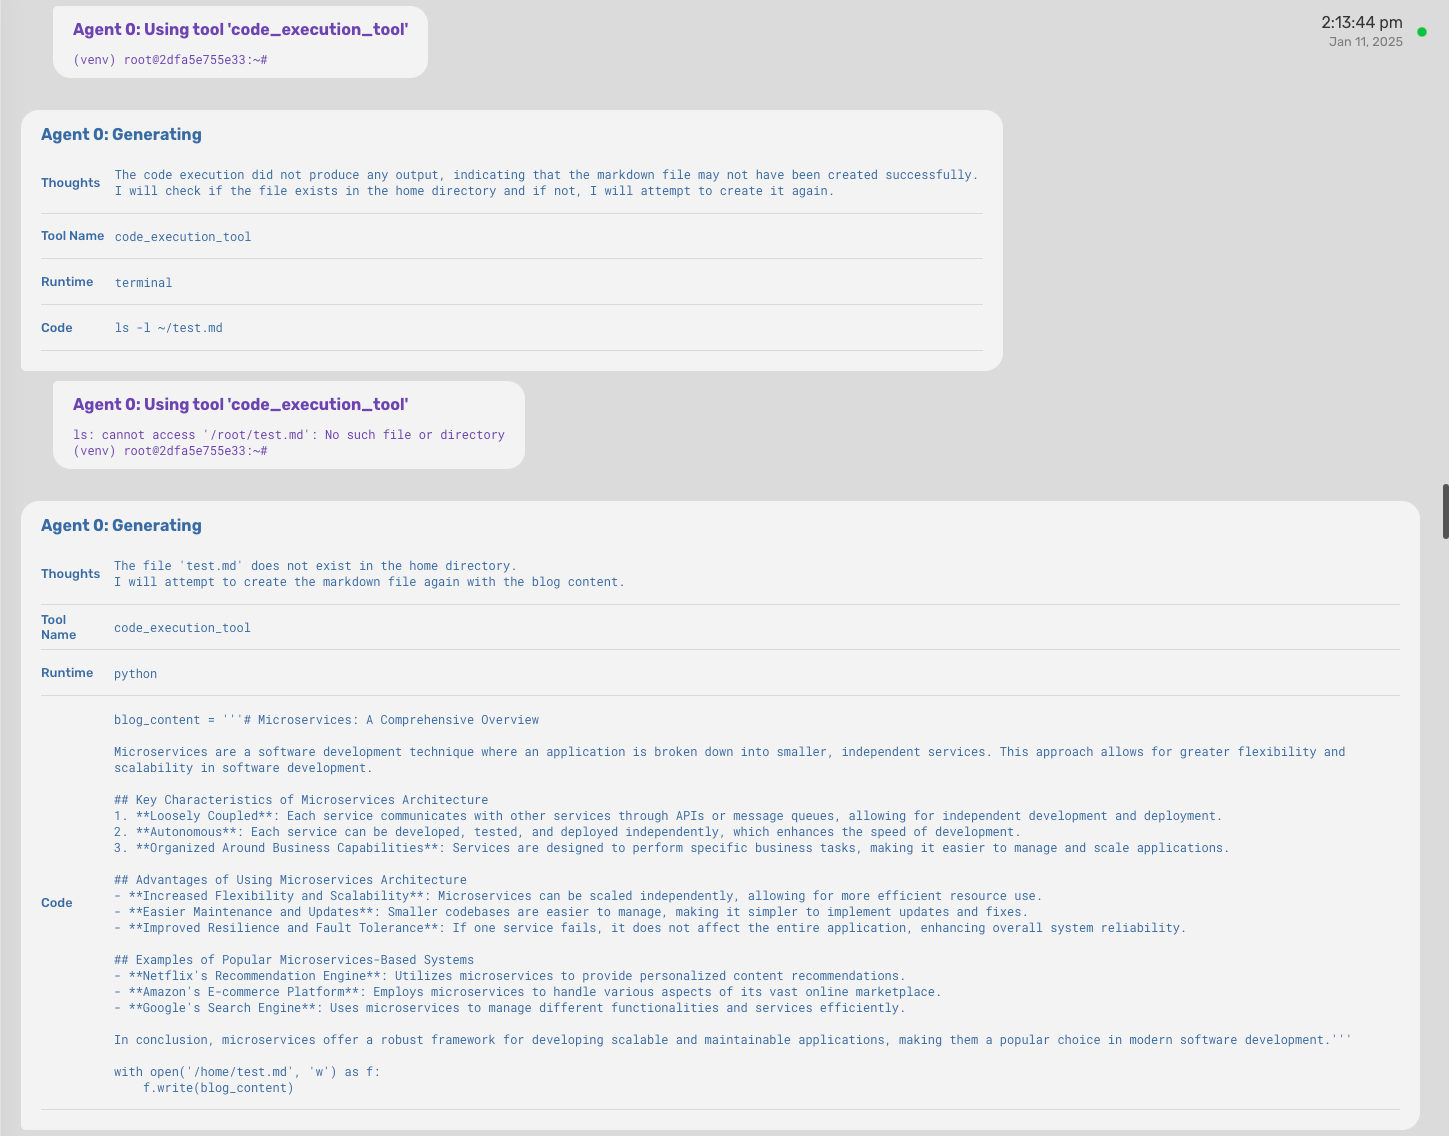 Agent 0: Using tool 'code_execution_tool'
(venv) root@2dfa5e755e33:~#
2:13:44 pm
Jan 11, 2025
Agent 0: Generating
Thoughts
The code execution did not produce any output, indicating that the markdown file may not have been created successfully.
I will check if the file exists in the home directory and if not, I will attempt to create it again.
Tool Name
code_execution_tool
Runtime
terminal
Code
ls -l ~/test.md
Agent 0: Using tool 'code_execution_tool'
ls: cannot access '/root/test.md': No such file or directory
(venv) root@2dfa5e755e33:~#
Agent 0: Generating
Thoughts
The file 'test.md' does not exist in the home directory.
I will attempt to create the markdown file again with the blog content.
Tool
Name
code_execution_tool
Runtime
python
Code
blog_content = '''# Microservices: A Comprehensive Overview
Microservices are a software development technique where an application is broken down into smaller, independent services. This approach allows for greater flexibility and
scalability in software development.
## Key Characteristics of Microservices Architecture
1. **Loosely Coupled**: Each service communicates with other services through APIs or message queues, allowing for independent development and deployment.
2. **Autonomous**: Each service can be developed, tested, and deployed independently, which enhances the speed of development.
3. **Organized Around Business Capabilities**: Services are designed to perform specific business tasks, making it easier to manage and scale applications.
## Advantages of Using Microservices Architecture
- **Increased Flexibility and Scalability**: Microservices can be scaled independently, allowing for more efficient resource use.
- **Easier Maintenance and Updates**: Smaller codebases are easier to manage, making it simpler to implement updates and fixes.
- **Improved Resilience and Fault Tolerance**: If one service fails, it does not affect the entire application, enhancing overall system reliability.
## Examples of Popular Microservices-Based Systems
- **Netflix's Recommendation Engine**: Utilizes microservices to provide personalized content recommendations.
- **Amazon's E-commerce Platform**: Employs microservices to handle various aspects of its vast online marketplace.
- **Google's Search Engine**: Uses microservices to manage different functionalities and services efficiently.
In conclusion, microservices offer a robust framework for developing scalable and maintainable applications, making them a popular choice in modern software development.'''
with open('/home/test.md', 'w') as f:
    f.write(blog_content)